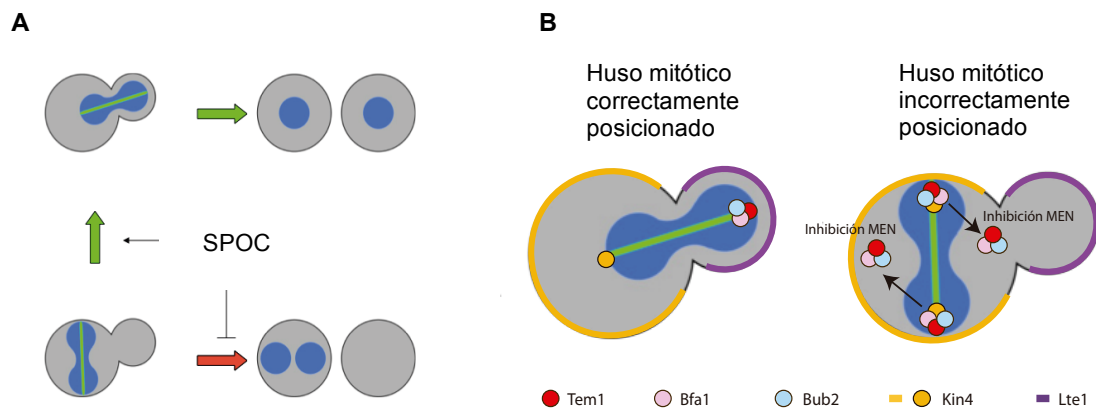 A
SPOC
B
Huso mitótico
correctamente
posicionado
Huso mitótico
incorrectamente
posicionado
Inhibición MEN
Inhibición MEN
Tem1
Bfa1
Bub2
Kin4
Lte1